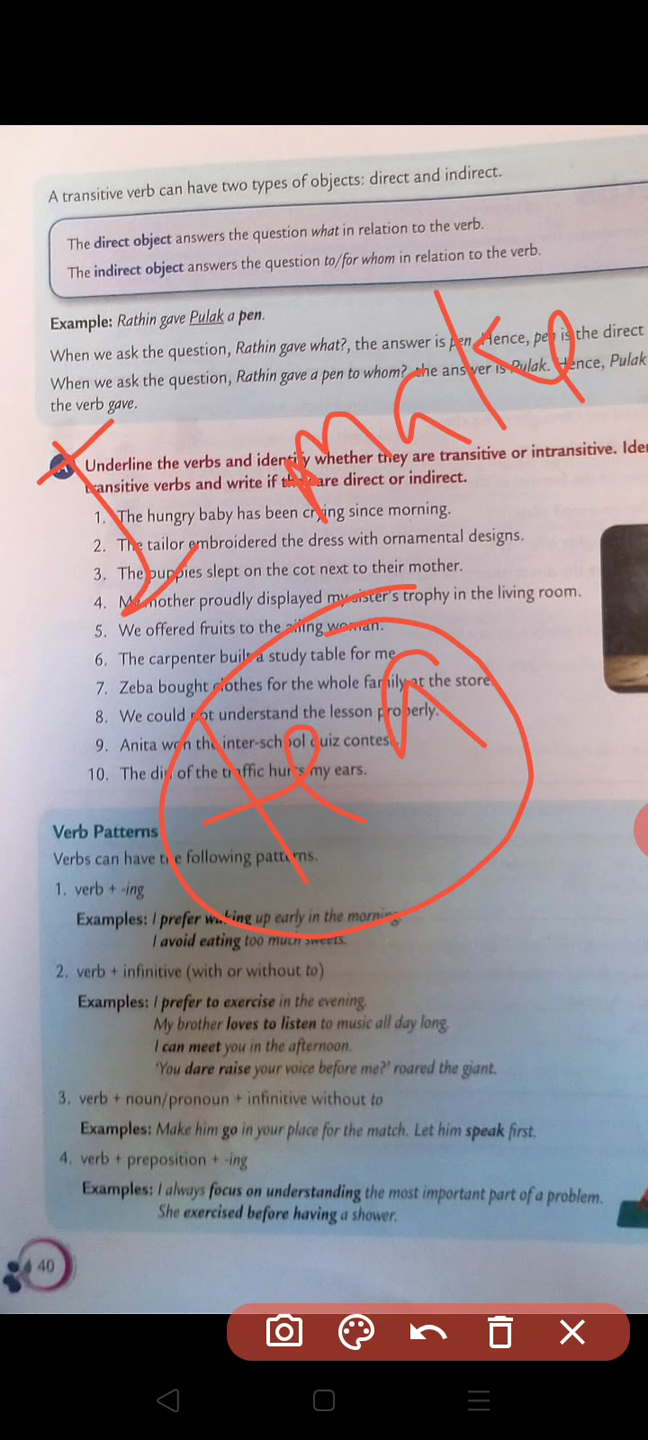 A transitive verb can have two types of objects: direct and indirect.
The direct object answers the question what in relation to the verb.
The indirect object answers the question to/for whom in relation to the verb.
Example: Rathin gave Pulak a pen.
When we ask the question, Rathin gave what?, the answer is pen. Hence, pen is the direct
When we ask the question, Rathin gave a pen to whom?, the answer is Pulak. Hence, Pulak
the verb gave.
I make
Underline the verbs and identify whether they are transitive or intransitive. Iden
transitive verbs and write if they are direct or indirect.
1. The hungry baby has been crying since morning.
2. The tailor embroidered the dress with ornamental designs.
3. The puppies slept on the cot next to their mother.
4. My mother proudly displayed my sister's trophy in the living room.
5. We offered fruits to the ailing woman.
6. The carpenter built a study table for me.
7. Zeba bought clothes for the whole family at the store.
8. We could not understand the lesson properly.
9. Anita won the inter-school quiz contest.
10. The din of the traffic hurts my ears.
tea
Verb Patterns
Verbs can have the following patterns.
1. verb + -ing
Examples: I prefer waking up early in the morning.
I avoid eating too much sweets.
2. verb + infinitive (with or without to)
Examples: I prefer to exercise in the evening.
My brother loves to listen to music all day long.
I can meet you in the afternoon.
'You dare raise your voice before me?' roared the giant.
3. verb + noun/pronoun + infinitive without to
Examples: Make him go in your place for the match. Let him speak first.
4. verb + preposition + -ing
Examples: I always focus on understanding the most important part of a problem.
She exercised before having a shower.
40